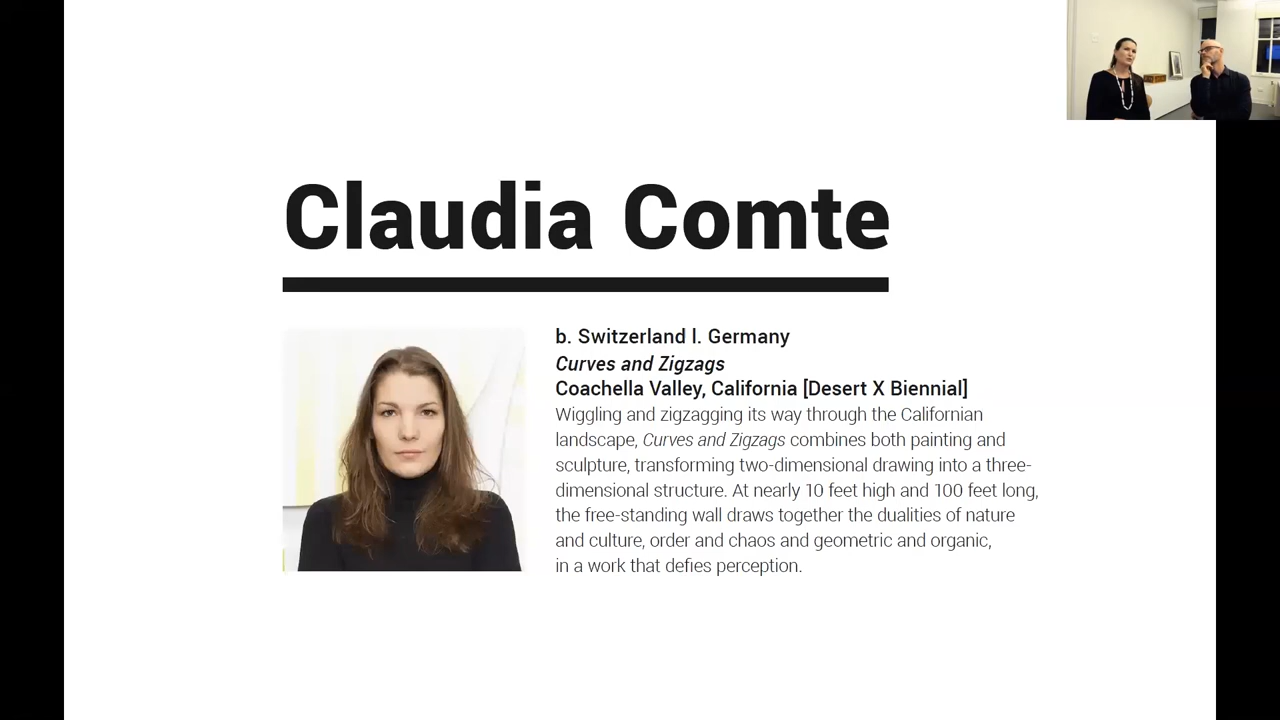 Claudia Comte
b. Switzerland l. Germany
Curves and Zigzags
Coachella Valley, California [Desert X Biennial]
Wiggling and zigzagging its way through the Californian
landscape, Curves and Zigzags combines both painting and
sculpture, transforming two-dimensional drawing into a three-
dimensional structure. At nearly 10 feet high and 100 feet long,
the free-standing wall draws together the dualities of nature
and culture, order and chaos and geometric and organic,
in a work that defies perception.